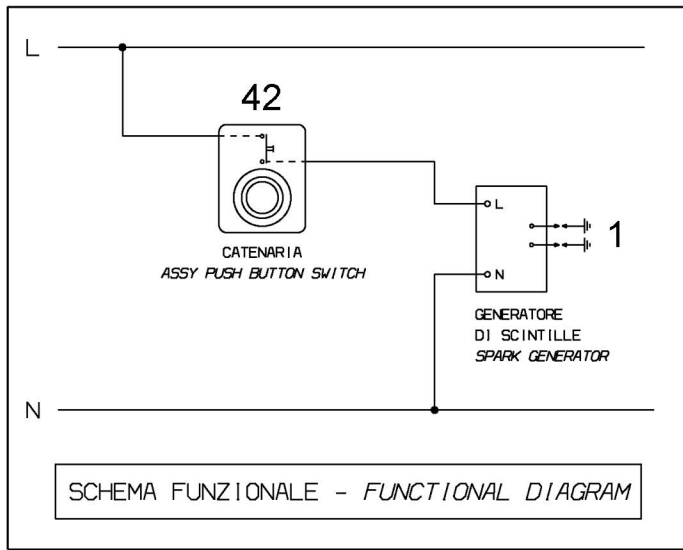 L
42
CATENARIA
ASSY PUSH BUTTON SWITCH
L
1
N
GENERATORE
DI SCINTILLE
SPARK GENERATOR
N
SCHEMA FUNZIONALE - FUNCTIONAL DIAGRAM